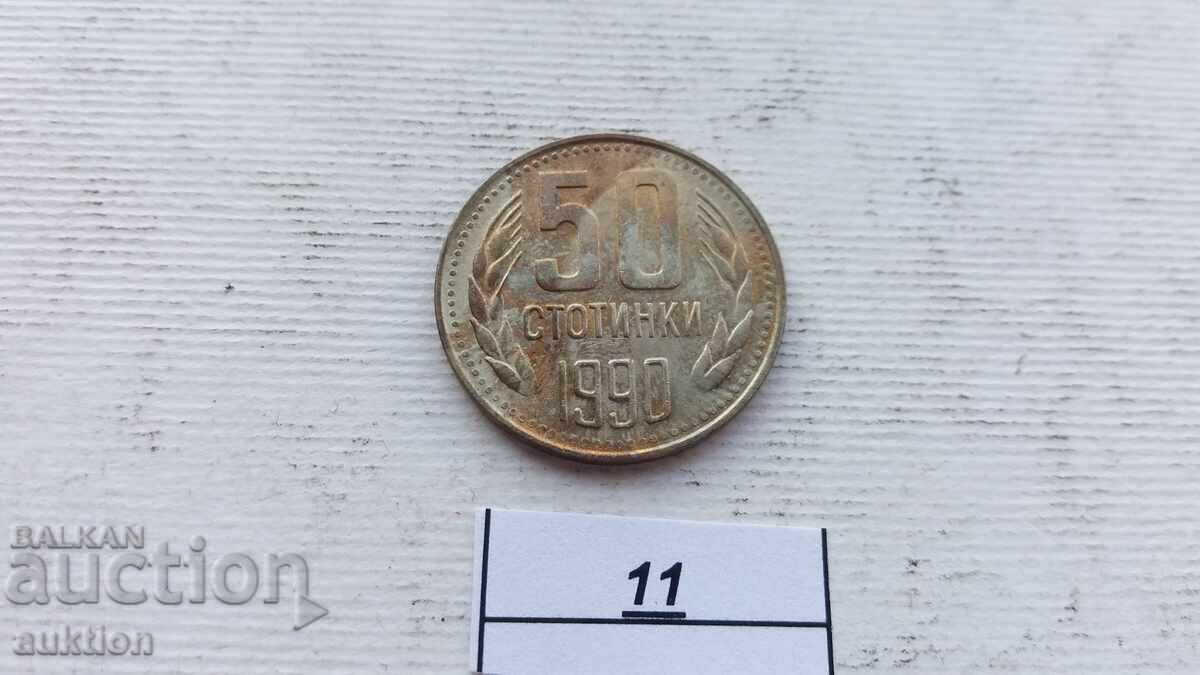 50
СТОТИНКИ
1990
11
BALKAN
auction
auktion